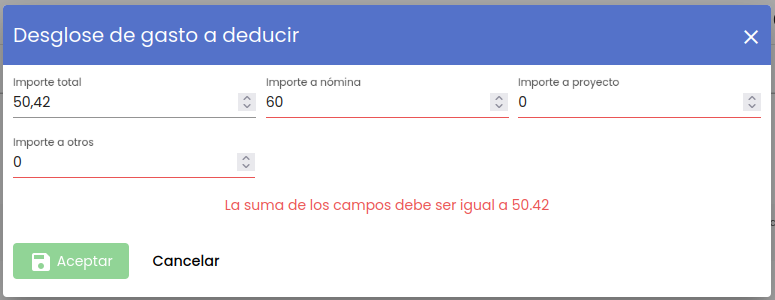 Desglose de gasto a deducir
Importe total
50,42
Importe a nómina
60
Importe a proyecto
0
Importe a otros
0
La suma de los campos debe ser igual a 50.42
Aceptar
Cancelar